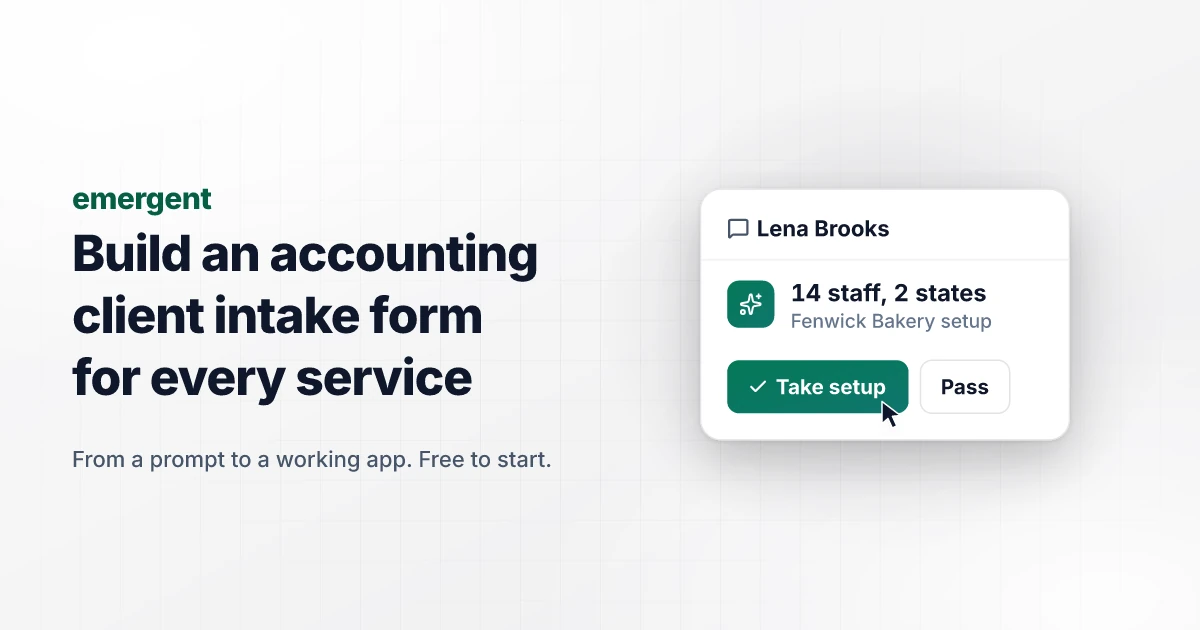 emergent
Build an accounting
client intake form
for every service
From a prompt to a working app. Free to start.
Lena Brooks
14 staff, 2 states
Fenwick Bakery setup
Take setup
Pass